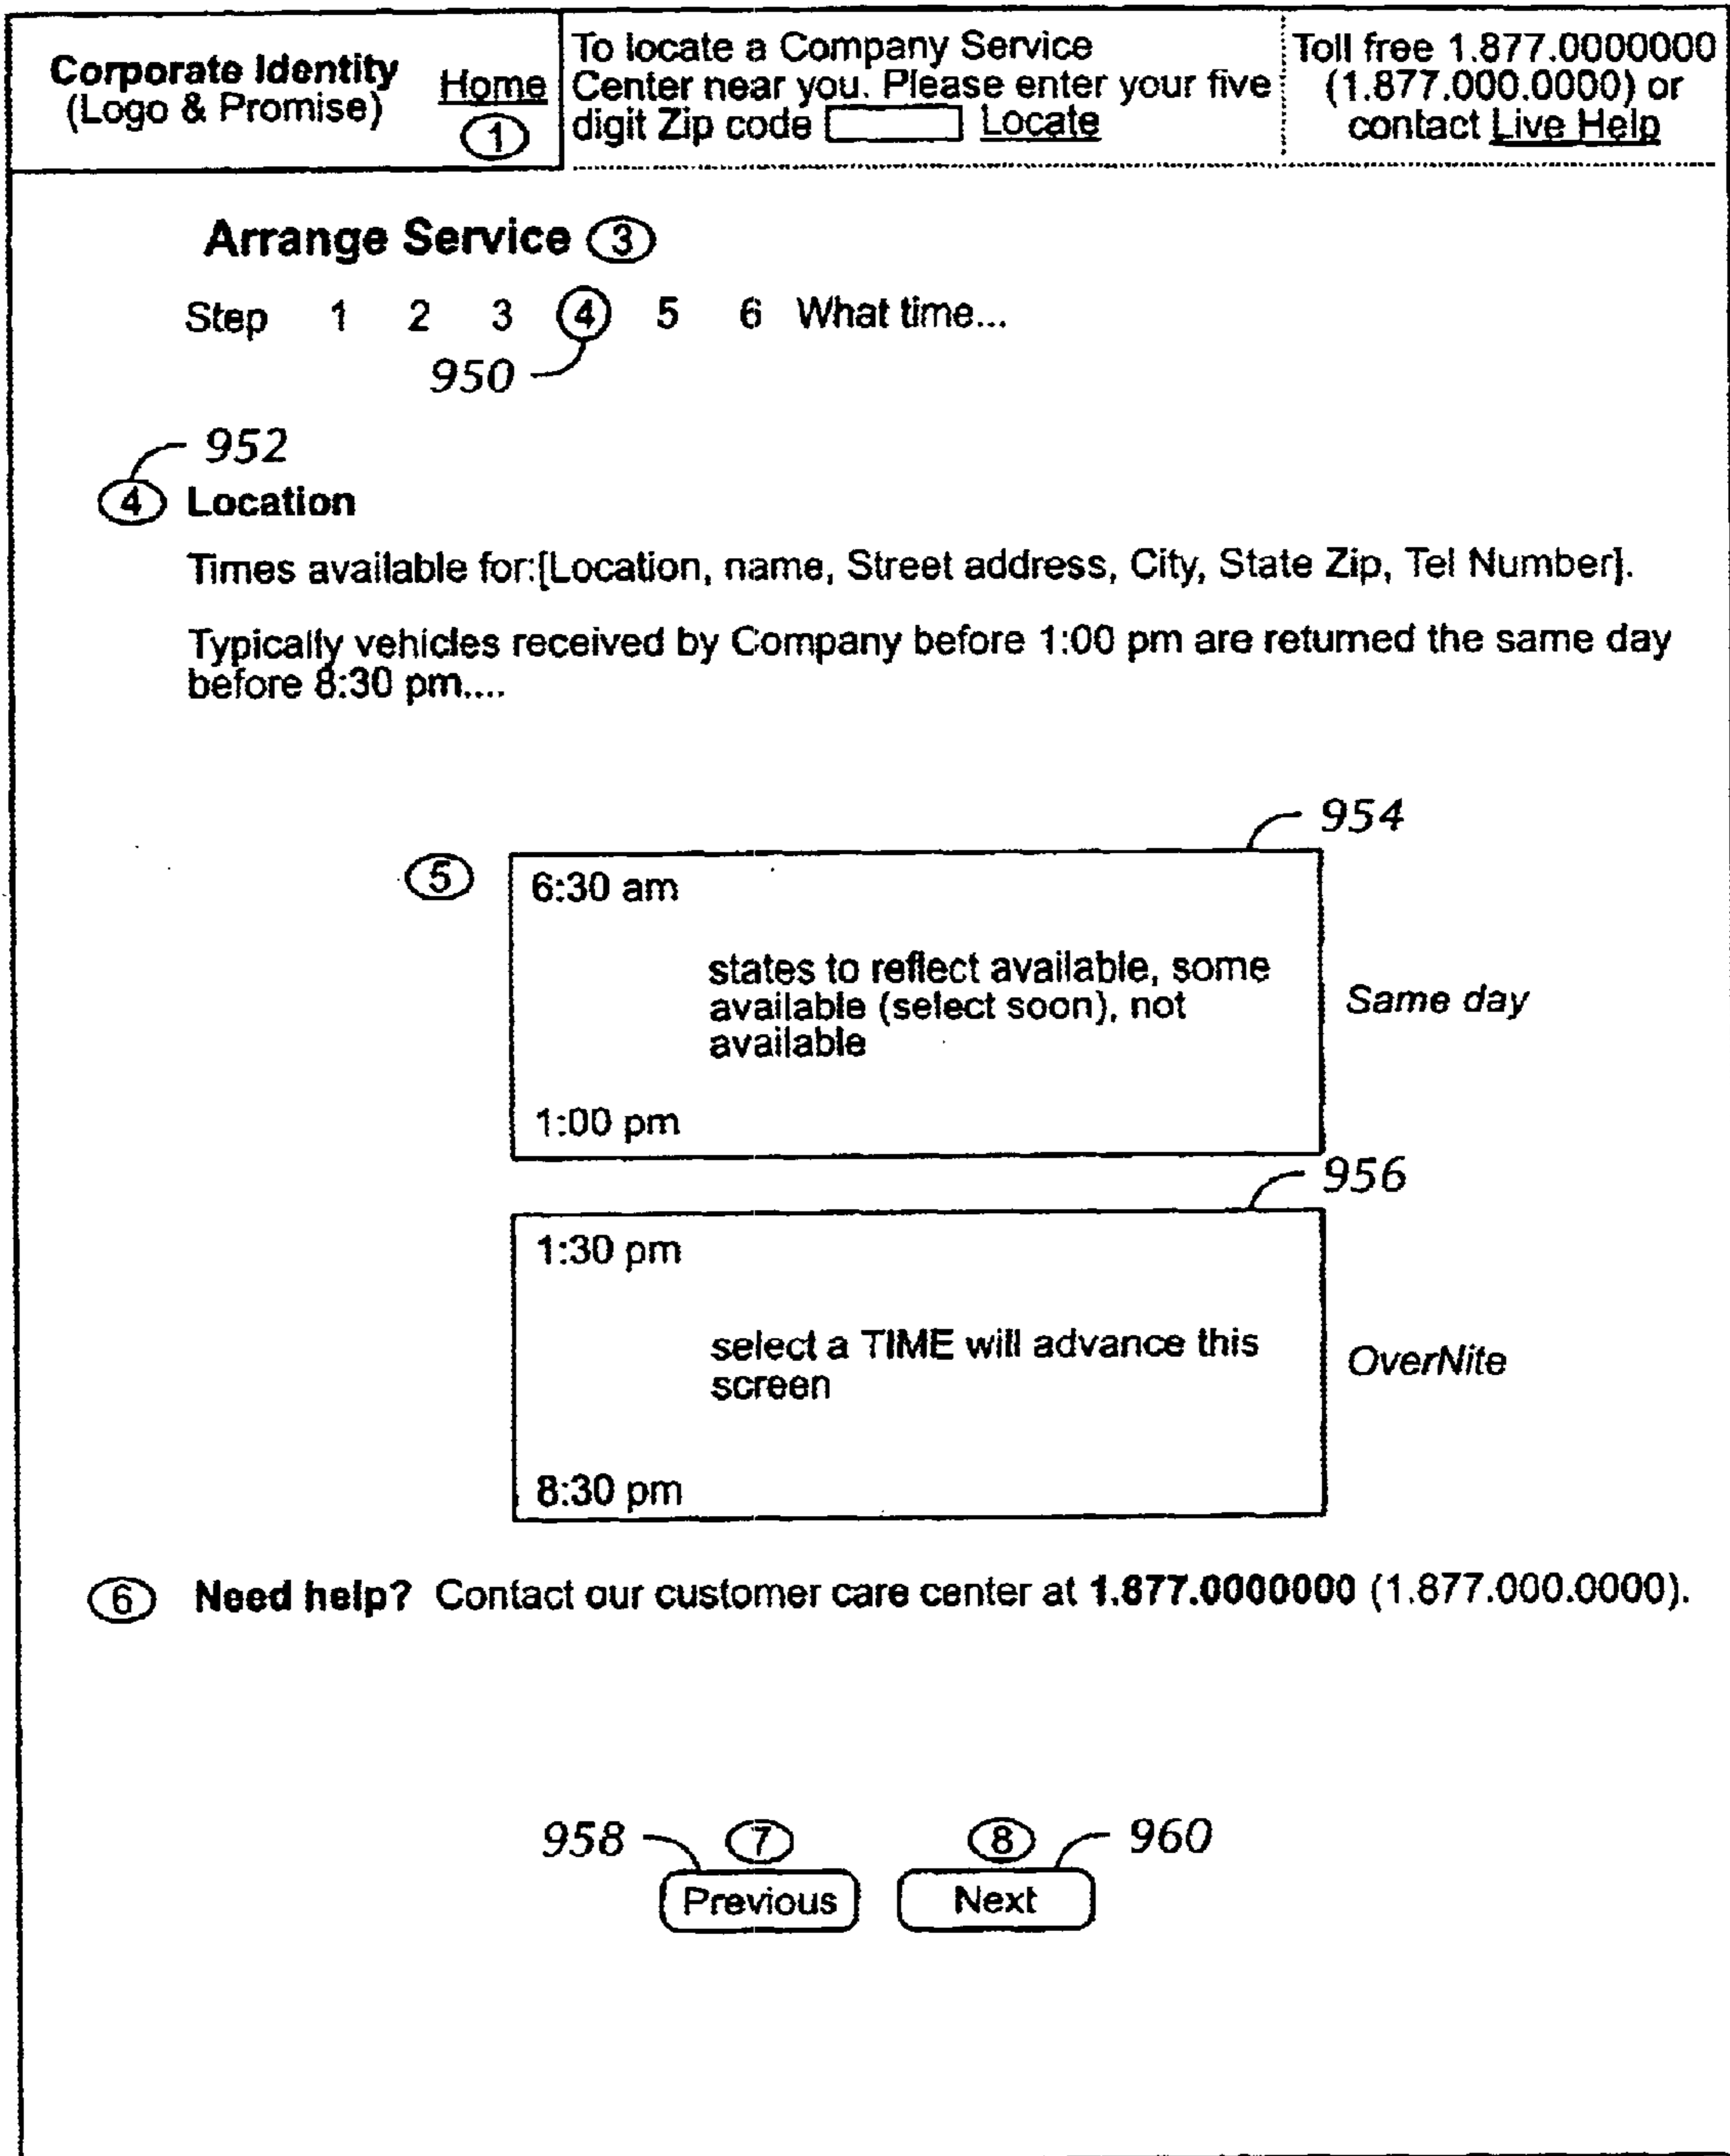 Corporate Identity
(Logo & Promise)
Home
1
To locate a Company Service
Center near you. Please enter your five
digit Zip code Locate
Toll free 1.877.0000000
(1.877.000.0000) or
contact Live Help
Arrange Service 3
Step 1 2 3 4 5 6 What time...
950
952
4 Location
Times available for:[Location, name, Street address, City, State Zip, Tel Number].
Typically vehicles received by Company before 1:00 pm are returned the same day
before 8:30 pm....
954
5
6:30 am
states to reflect available, some
available (select soon), not
available
1:00 pm
Same day
956
1:30 pm
select a TIME will advance this
screen
8:30 pm
OverNite
6 Need help? Contact our customer care center at 1.877.0000000 (1.877.000.0000).
958 7 8 960
Previous Next